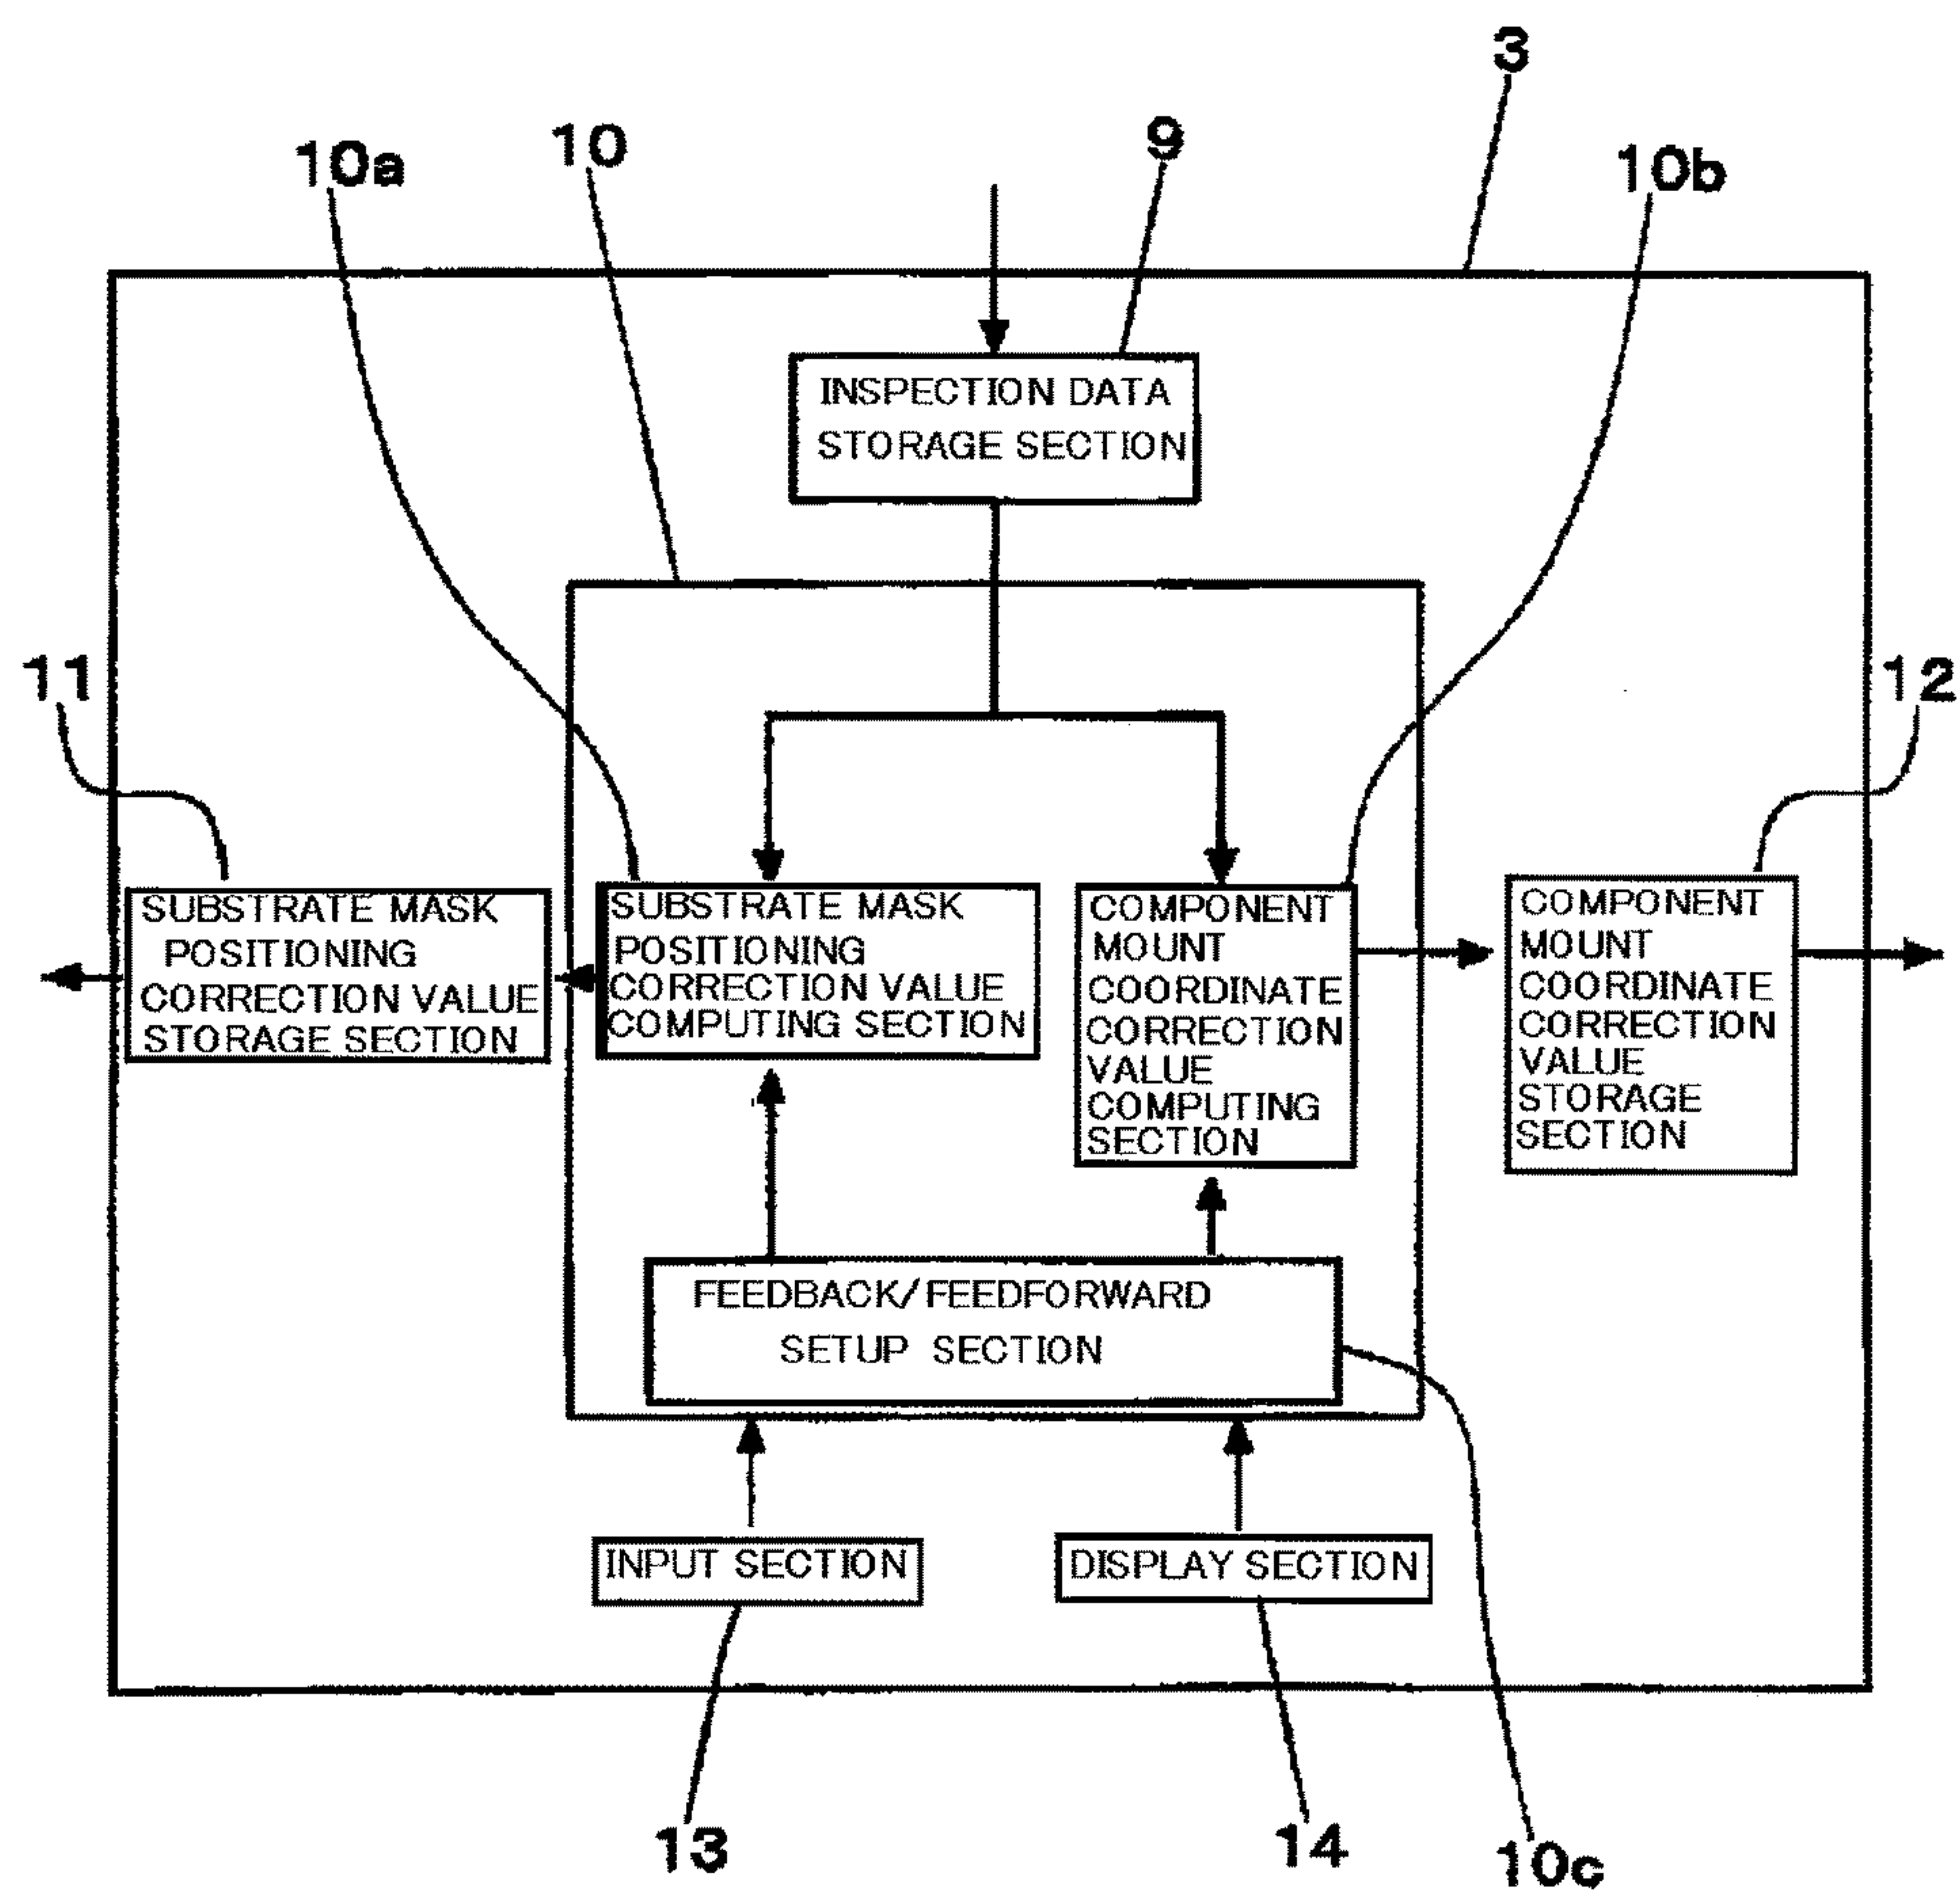 3
9
10
10a
10b
INSPECTION DATA
STORAGE SECTION
11
12
SUBSTRATE MASK
POSITIONING
CORRECTION VALUE
STORAGE SECTION
SUBSTRATE MASK
POSITIONING
CORRECTION VALUE
COMPUTING SECTION
COMPONENT
MOUNT
COORDINATE
CORRECTION
VALUE
COMPUTING
SECTION
COMPONENT
MOUNT
COORDINATE
CORRECTION
VALUE
STORAGE
SECTION
FEEDBACK/FEEDFORWARD
SETUP SECTION
INPUT SECTION
DISPLAY SECTION
13
14
10c